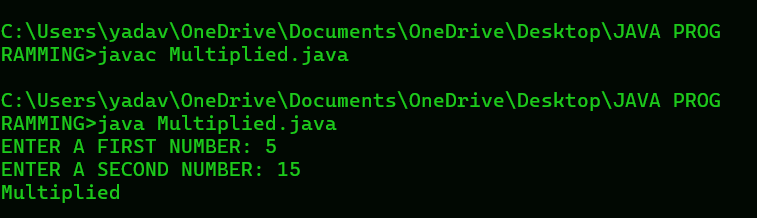 C:\Users\yadav\OneDrive\Documents\OneDrive\Desktop\JAVA PROG
RAMMING>javac Multiplied.java
C:\Users\yadav\OneDrive\Documents\OneDrive\Desktop\JAVA PROG
RAMMING>java Multiplied.java
ENTER A FIRST NUMBER: 5
ENTER A SECOND NUMBER: 15
Multiplied